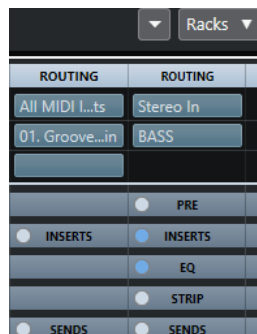 Racks
ROUTING ROUTING
All MIDI I...ts Stereo In
01. Groove...in BASS
PRE
INSERTS INSERTS
EQ
STRIP
SENDS SENDS